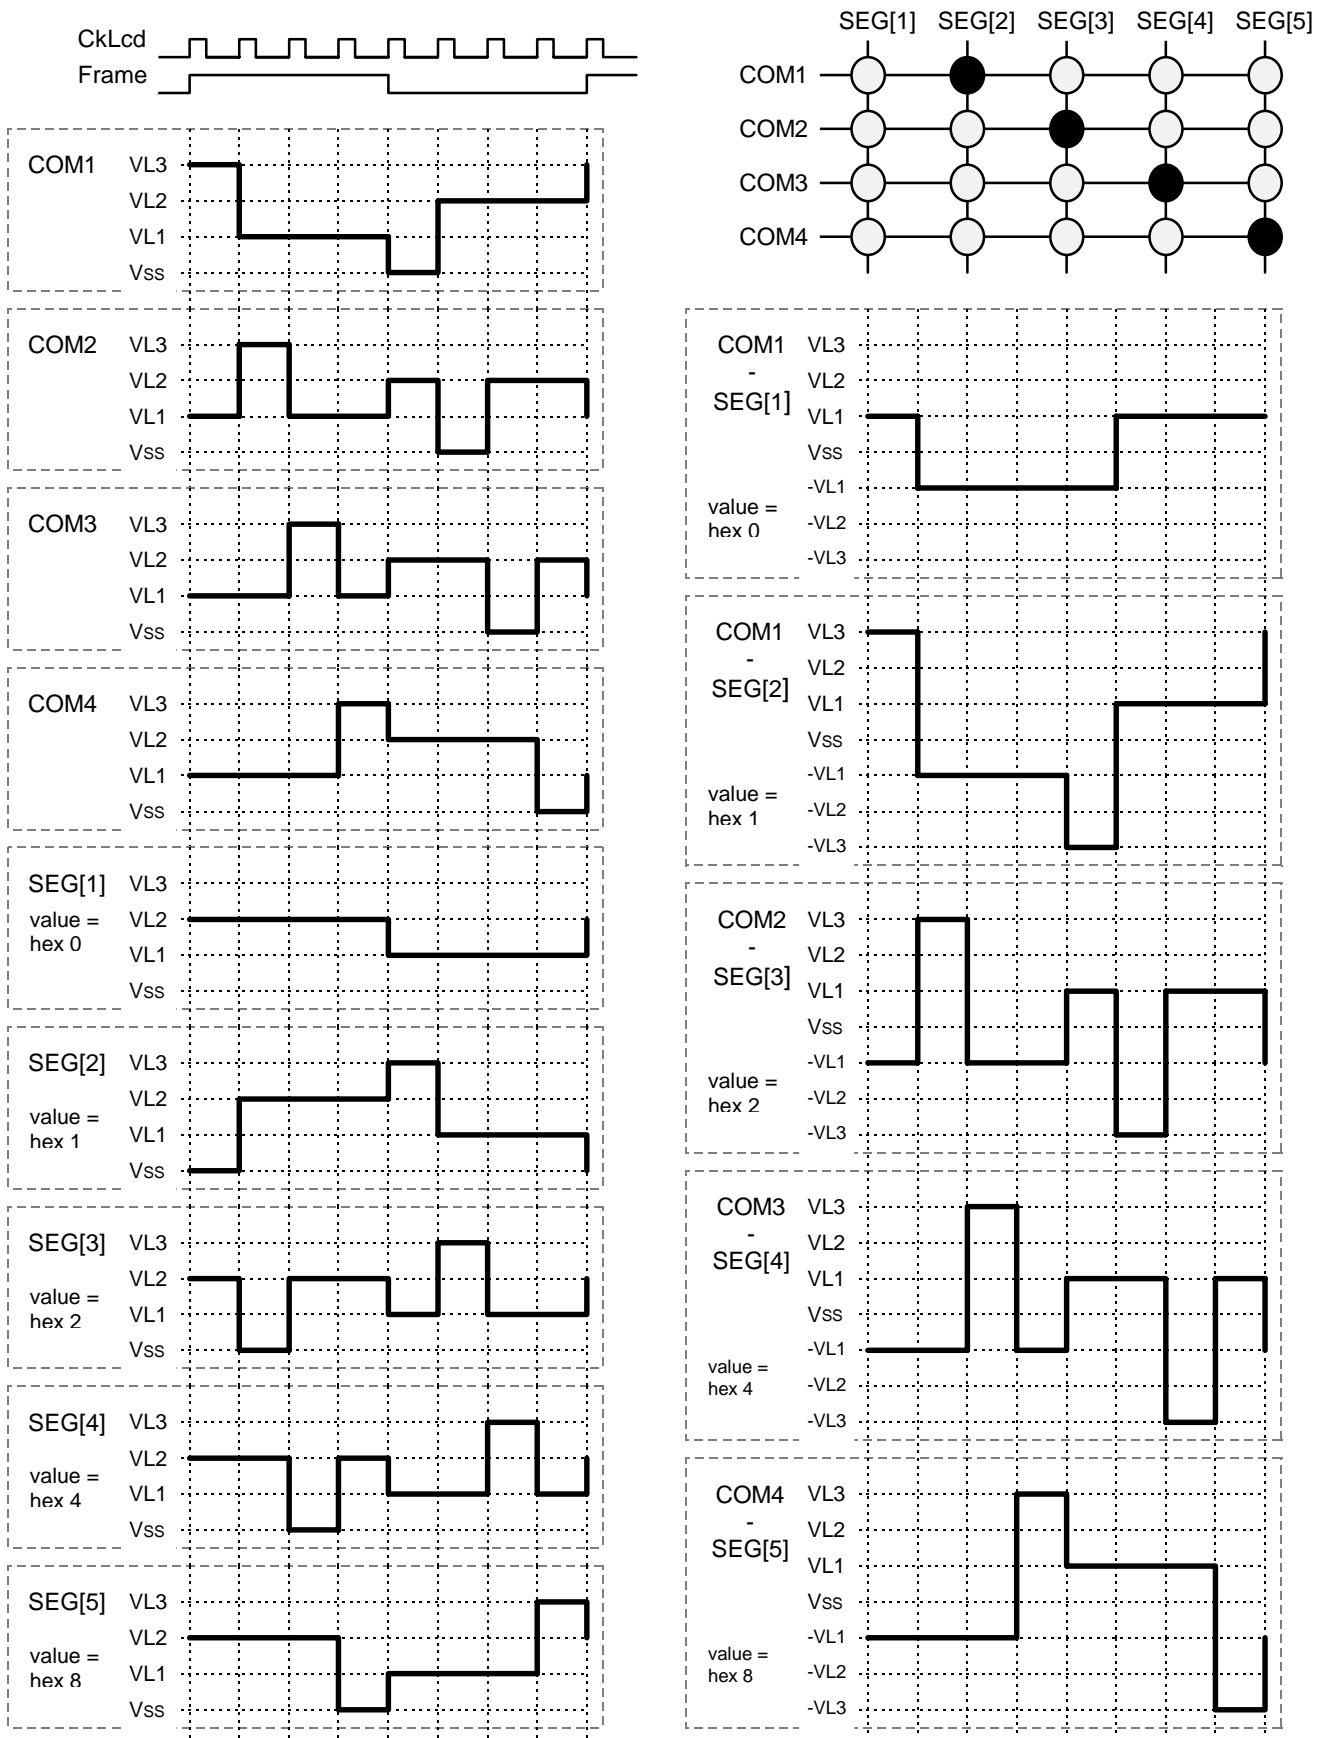 CkLcd
Frame
COM1
VL3
VL2
VL1
Vss
COM2
VL3
VL2
VL1
Vss
COM3
VL3
VL2
VL1
Vss
COM4
VL3
VL2
VL1
Vss
SEG[1]
value =
hex 0
VL3
VL2
VL1
Vss
SEG[2]
value =
hex 1
VL3
VL2
VL1
Vss
SEG[3]
value =
hex 2
VL3
VL2
VL1
Vss
SEG[4]
value =
hex 4
VL3
VL2
VL1
Vss
SEG[5]
value =
hex 8
VL3
VL2
VL1
Vss
SEG[1] SEG[2] SEG[3] SEG[4] SEG[5]
COM1
COM2
COM3
COM4
COM1
-
SEG[1]
value =
hex 0
VL3
VL2
VL1
Vss
-VL1
-VL2
-VL3
COM1
-
SEG[2]
value =
hex 1
VL3
VL2
VL1
Vss
-VL1
-VL2
-VL3
COM2
-
SEG[3]
value =
hex 2
VL3
VL2
VL1
Vss
-VL1
-VL2
-VL3
COM3
-
SEG[4]
value =
hex 4
VL3
VL2
VL1
Vss
-VL1
-VL2
-VL3
COM4
-
SEG[5]
value =
hex 8
VL3
VL2
VL1
Vss
-VL1
-VL2
-VL3